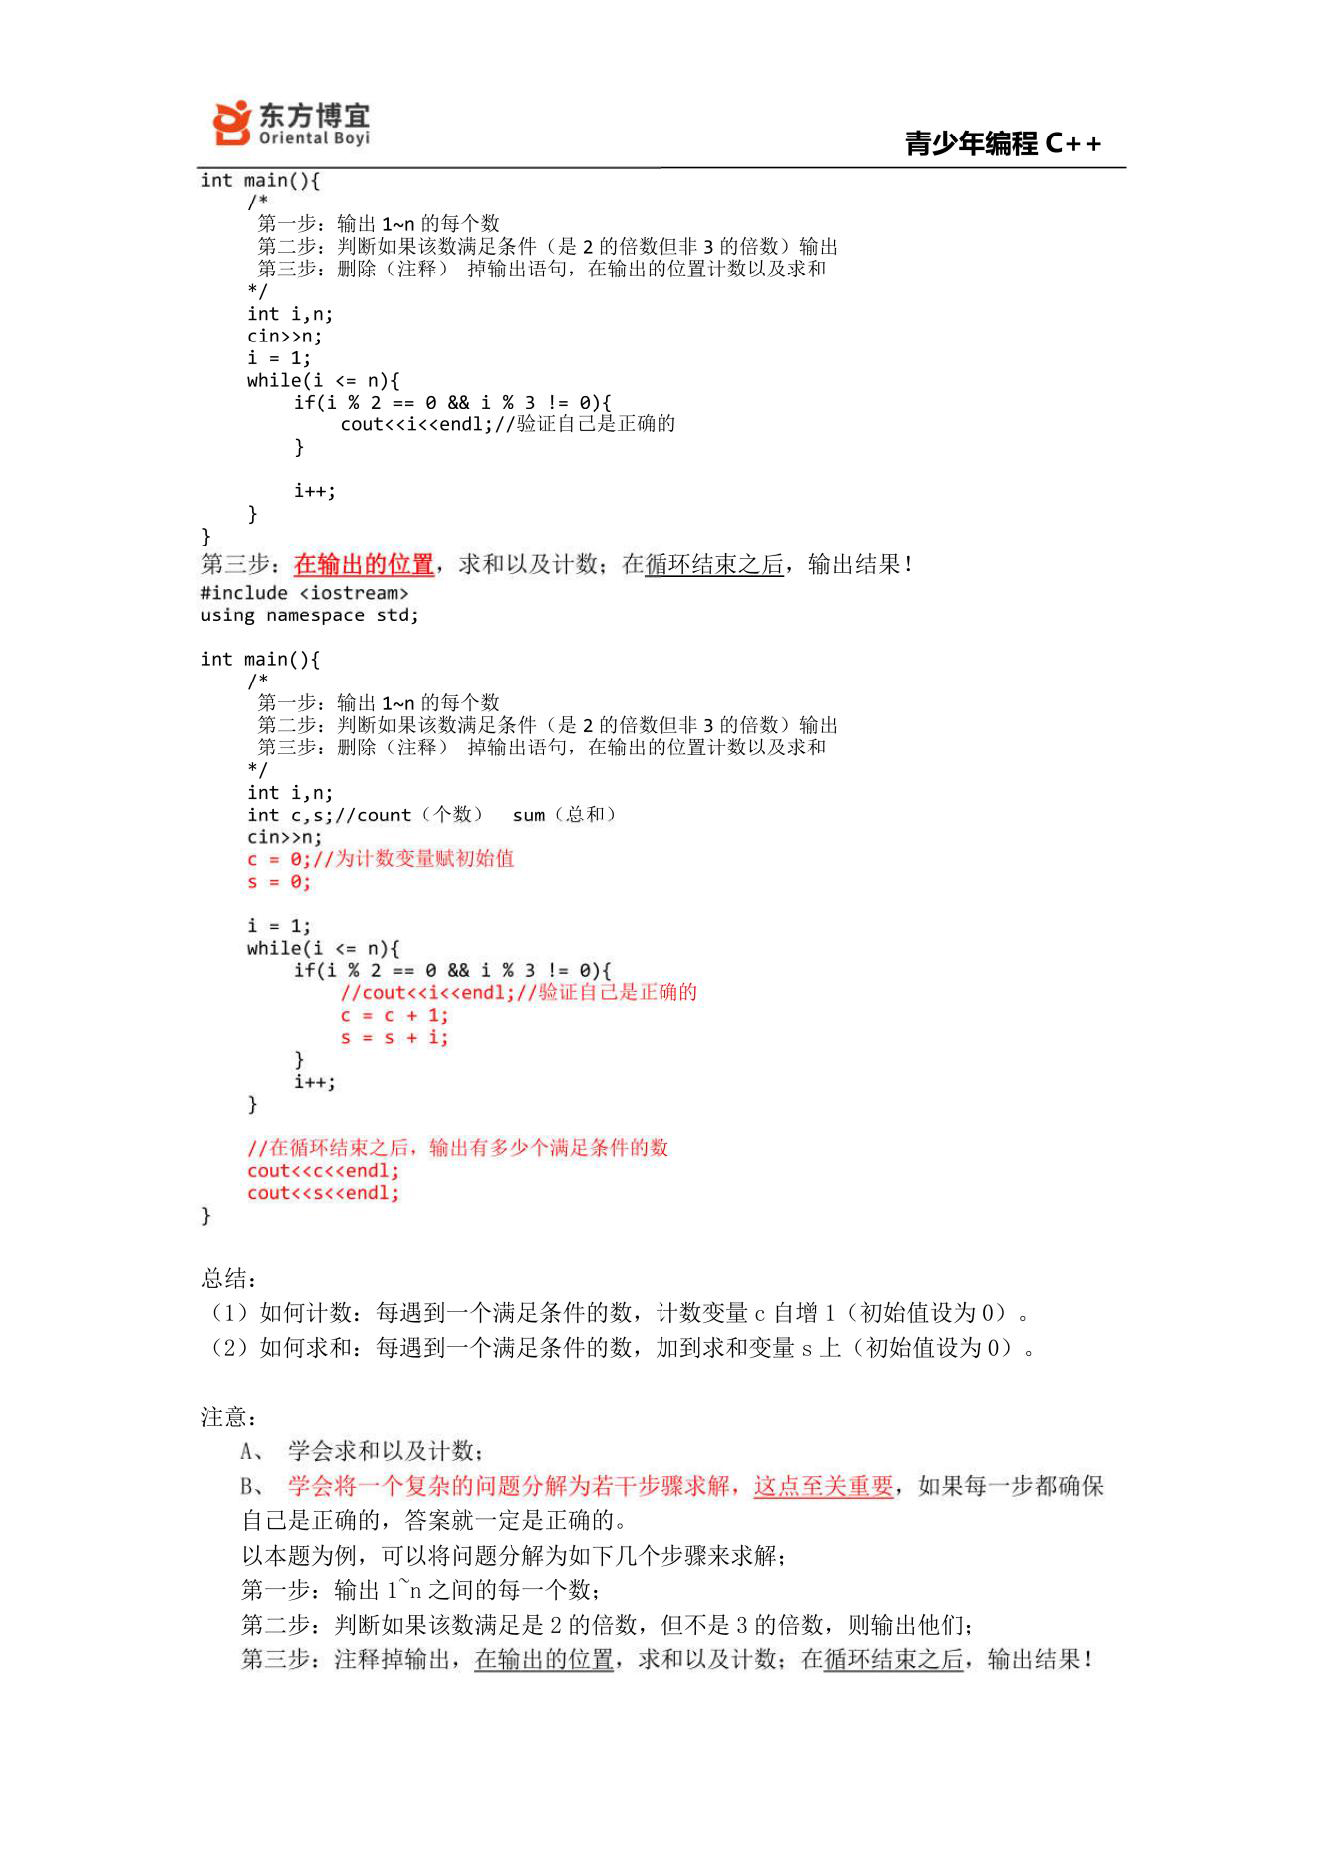 东方博宜
Oriental Boyi
青少年编程 C++
int main(){
    /*
     第一步：输出 1~n 的每个数
     第二步：判断如果该数满足条件（是 2 的倍数但非 3 的倍数）输出
     第三步：删除（注释） 掉输出语句，在输出的位置计数以及求和
    */
    int i,n;
    cin>>n;
    i = 1;
    while(i <= n){
        if(i % 2 == 0 && i % 3 != 0){
            cout<<i<<endl;//验证自己是正确的
        }
        i++;
    }
}
第三步：在输出的位置，求和以及计数；在循环结束之后，输出结果！
#include <iostream>
using namespace std;
int main(){
    /*
     第一步：输出 1~n 的每个数
     第二步：判断如果该数满足条件（是 2 的倍数但非 3 的倍数）输出
     第三步：删除（注释） 掉输出语句，在输出的位置计数以及求和
    */
    int i,n;
    int c,s;//count（个数）  sum（总和）
    cin>>n;
    c = 0;//为计数变量赋初始值
    s = 0;
    i = 1;
    while(i <= n){
        if(i % 2 == 0 && i % 3 != 0){
            //cout<<i<<endl;//验证自己是正确的
            c = c + 1;
            s = s + i;
        }
        i++;
    }
    //在循环结束之后，输出有多少个满足条件的数
    cout<<c<<endl;
    cout<<s<<endl;
}
总结：
（1）如何计数：每遇到一个满足条件的数，计数变量 c 自增 1（初始值设为 0）。
（2）如何求和：每遇到一个满足条件的数，加到求和变量 s 上（初始值设为 0）。
注意：
A、 学会求和以及计数；
B、 学会将一个复杂的问题分解为若干步骤求解，这点至关重要，如果每一步都确保
自己是正确的，答案就一定是正确的。
以本题为例，可以将问题分解为如下几个步骤来求解；
第一步：输出 1~n 之间的每一个数；
第二步：判断如果该数满足是 2 的倍数，但不是 3 的倍数，则输出他们；
第三步：注释掉输出，在输出的位置，求和以及计数；在循环结束之后，输出结果！